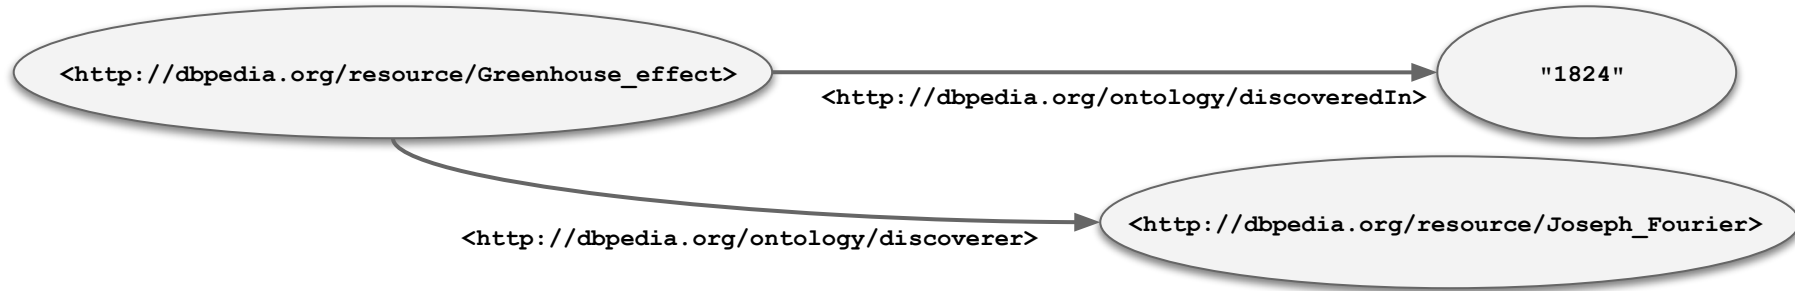 <http://dbpedia.org/resource/Greenhouse_effect>
"1824"
<http://dbpedia.org/ontology/discoveredIn>
<http://dbpedia.org/resource/Joseph_Fourier>
<http://dbpedia.org/ontology/discoverer>